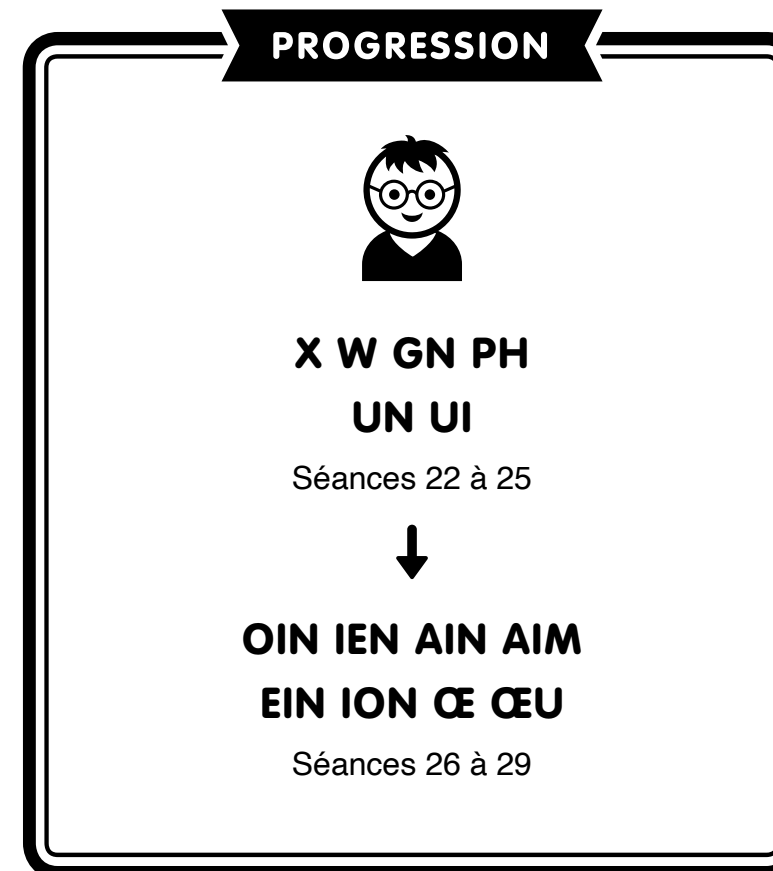 PROGRESSION
X W GN PH
UN UI
Séances 22 à 25
OIN IEN AIN AIM
EIN ION Œ ŒU
Séances 26 à 29